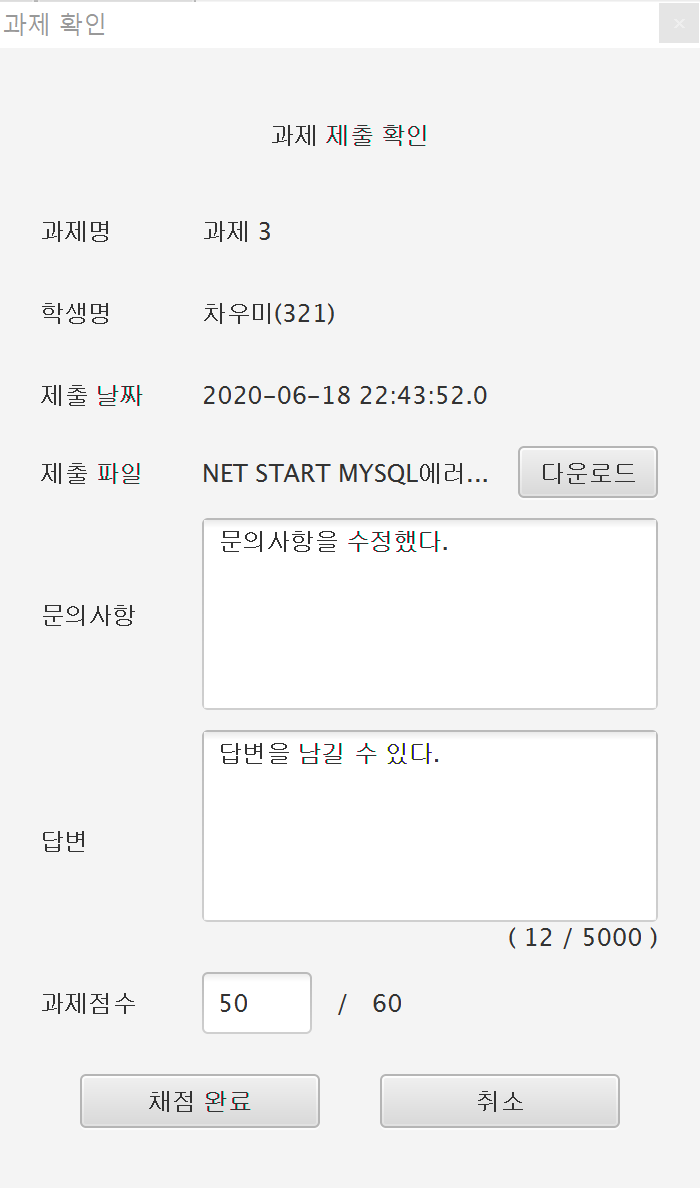 과제 확인
과제 제출 확인
과제명 과제 3
학생명 차우미(321)
제출 날짜 2020-06-18 22:43:52.0
제출 파일 NET START MYSQL에러... 다운로드
문의사항 문의사항을 수정했다.
답변 답변을 남길 수 있다.
( 12 / 5000 )
과제점수 50 / 60
채점 완료 취소